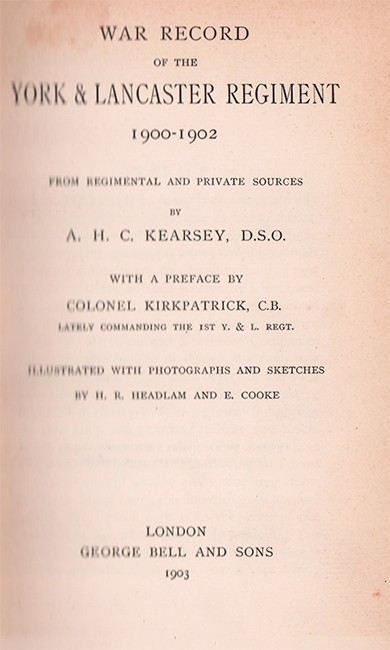 WAR RECORD
OF THE
YORK & LANCASTER REGIMENT
1900-1902
FROM REGIMENTAL AND PRIVATE SOURCES
BY
A. H. C. KEARSEY, D.S.O.
WITH A PREFACE BY
COLONEL KIRKPATRICK, C.B.
LATELY COMMANDING THE 1ST Y. & L. REGT.
ILLUSTRATED WITH PHOTOGRAPHS AND SKETCHES
BY H. R. HEADLAM AND E. COOKE
LONDON
GEORGE BELL AND SONS
1903